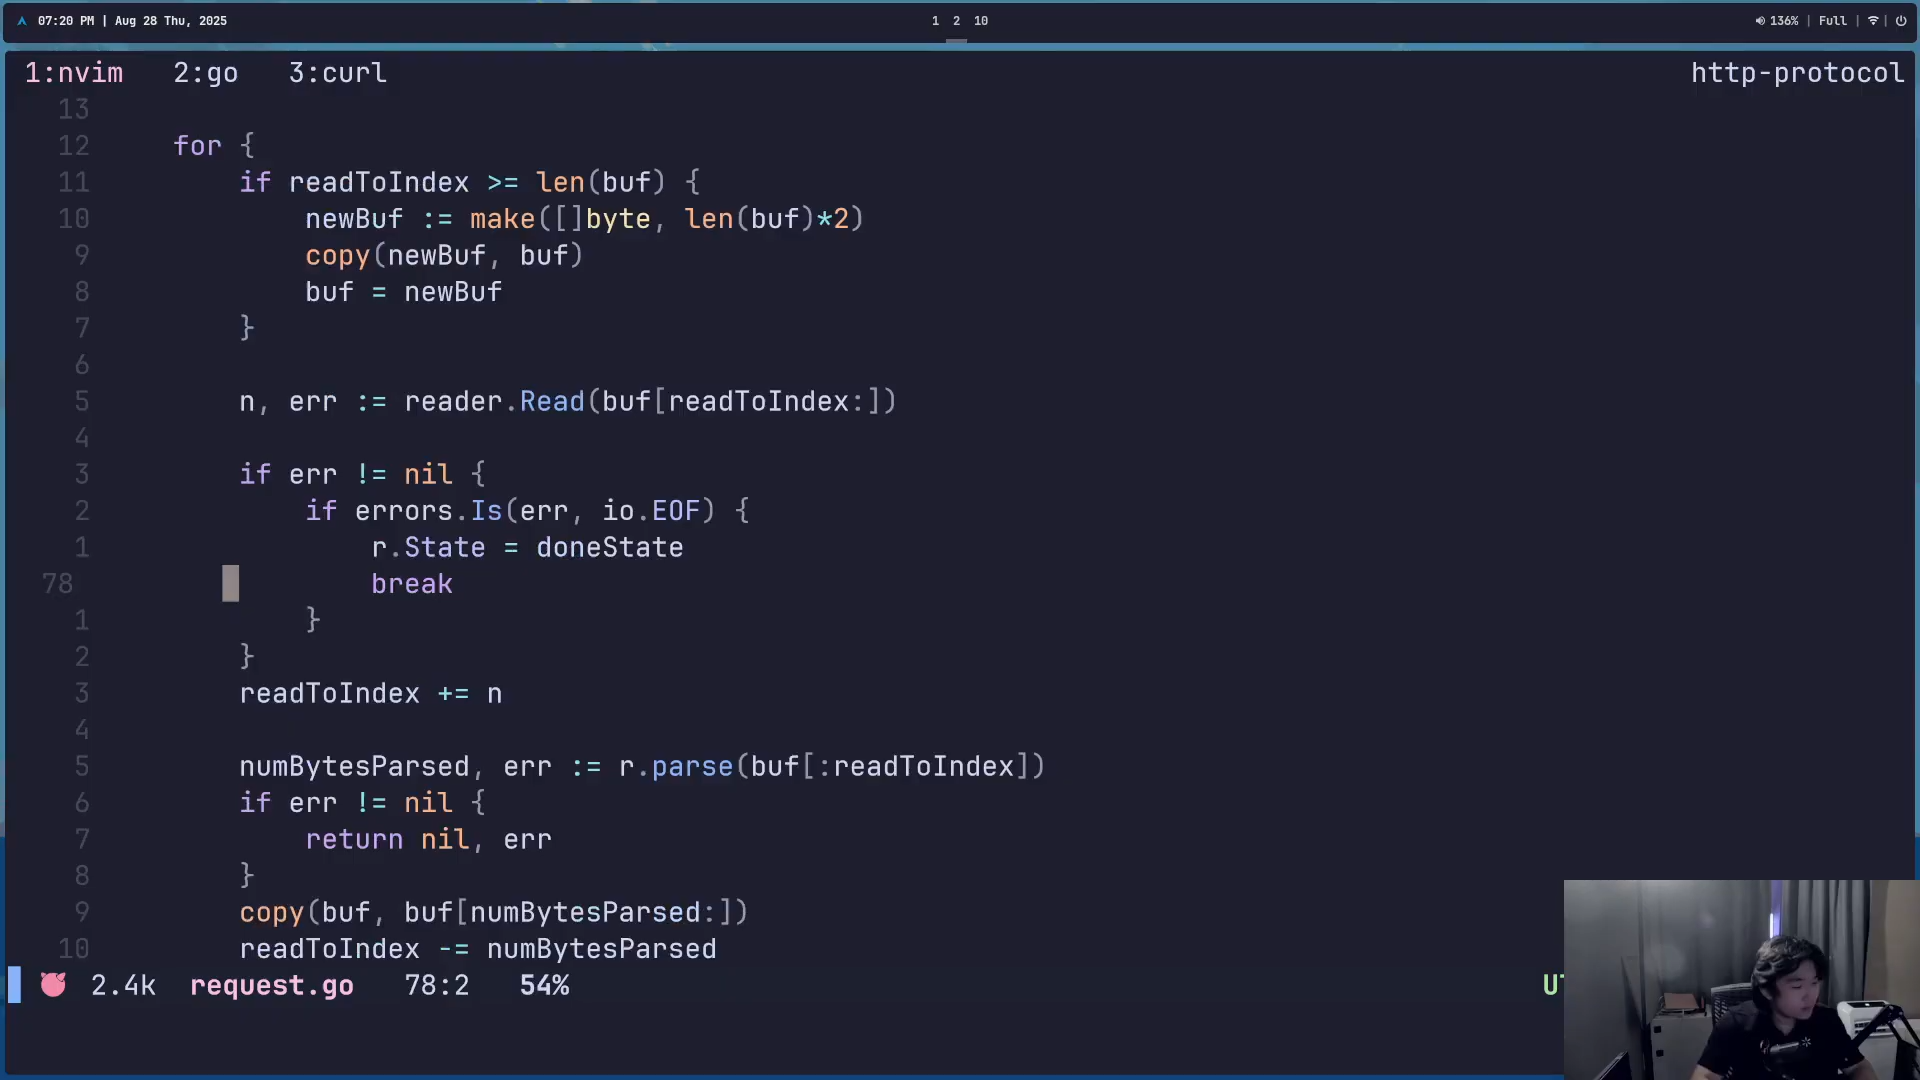 07:20 PM | Aug 28 Thu, 2025
1 2 10
136% | Full | |
1:nvim 2:go 3:curl
http-protocol
13
12 for {
11 if readToIndex >= len(buf) {
10 newBuf := make([]byte, len(buf)*2)
9 copy(newBuf, buf)
8 buf = newBuf
7 }
6
5 n, err := reader.Read(buf[readToIndex:])
4
3 if err != nil {
2 if errors.Is(err, io.EOF) {
1 r.State = doneState
78 break
1 }
2 }
3 readToIndex += n
4
5 numBytesParsed, err := r.parse(buf[:readToIndex])
6 if err != nil {
7 return nil, err
8 }
9 copy(buf, buf[numBytesParsed:])
10 readToIndex -= numBytesParsed
2.4k request.go 78:2 54%